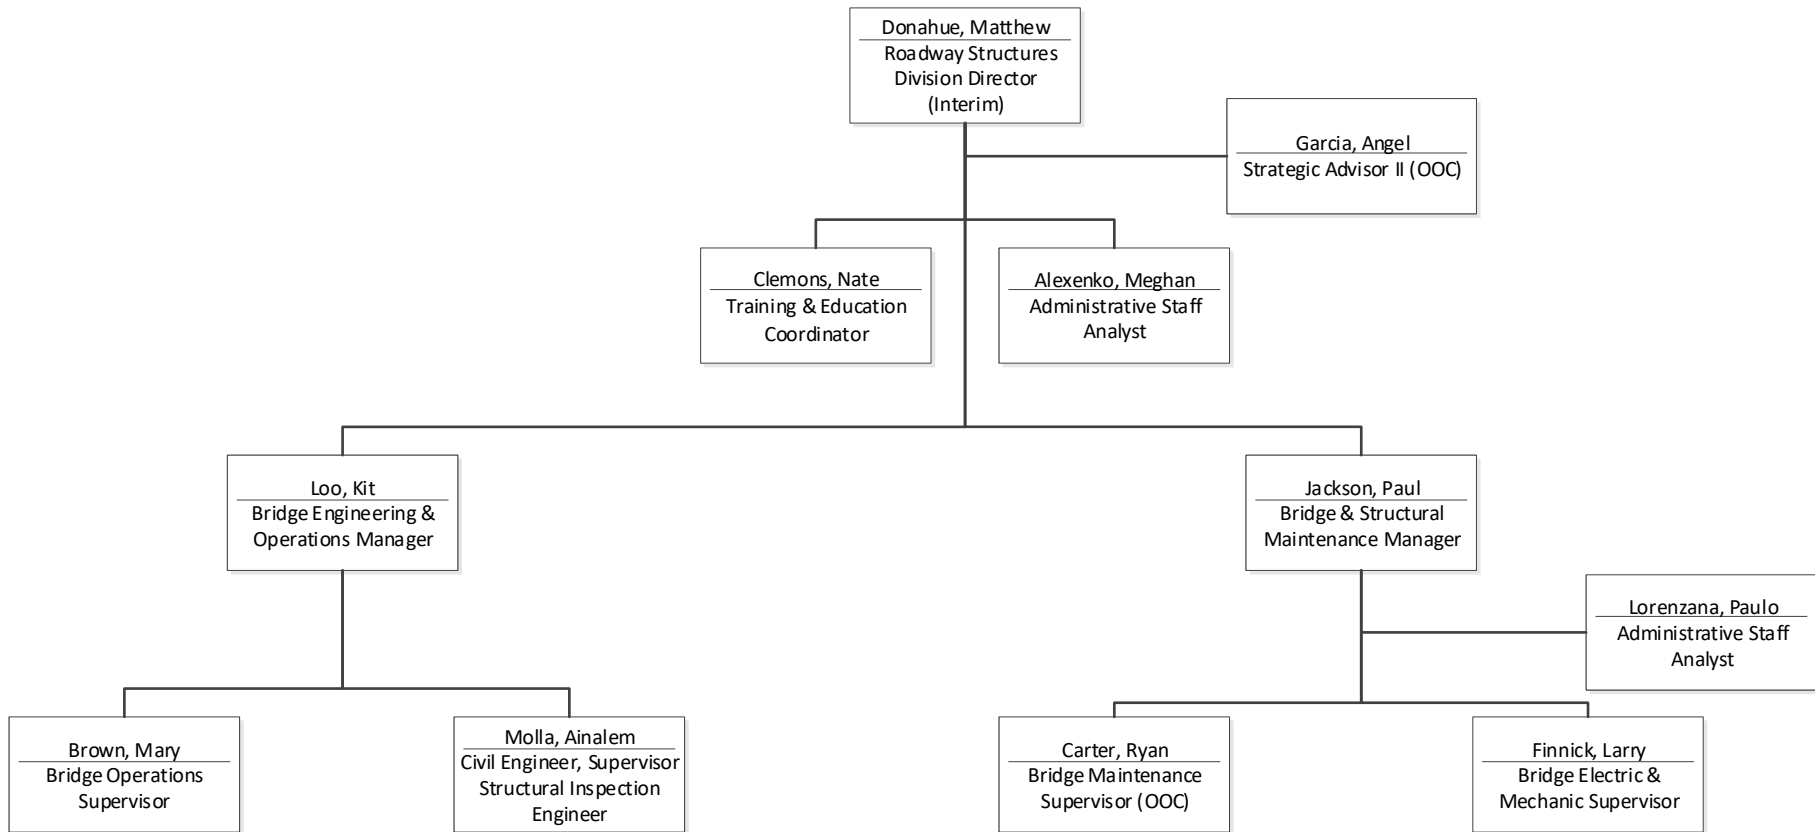 Donahue, Matthew
Roadway Structures
Division Director
(Interim)
Garcia, Angel
Strategic Advisor II (OOC)
Clemons, Nate
Training & Education
Coordinator
Alexenko, Meghan
Administrative Staff
Analyst
Loo, Kit
Bridge Engineering &
Operations Manager
Jackson, Paul
Bridge & Structural
Maintenance Manager
Lorenzana, Paulo
Administrative Staff
Analyst
Brown, Mary
Bridge Operations
Supervisor
Molla, Ainalem
Civil Engineer, Supervisor
Structural Inspection
Engineer
Carter, Ryan
Bridge Maintenance
Supervisor (OOC)
Finnick, Larry
Bridge Electric &
Mechanic Supervisor